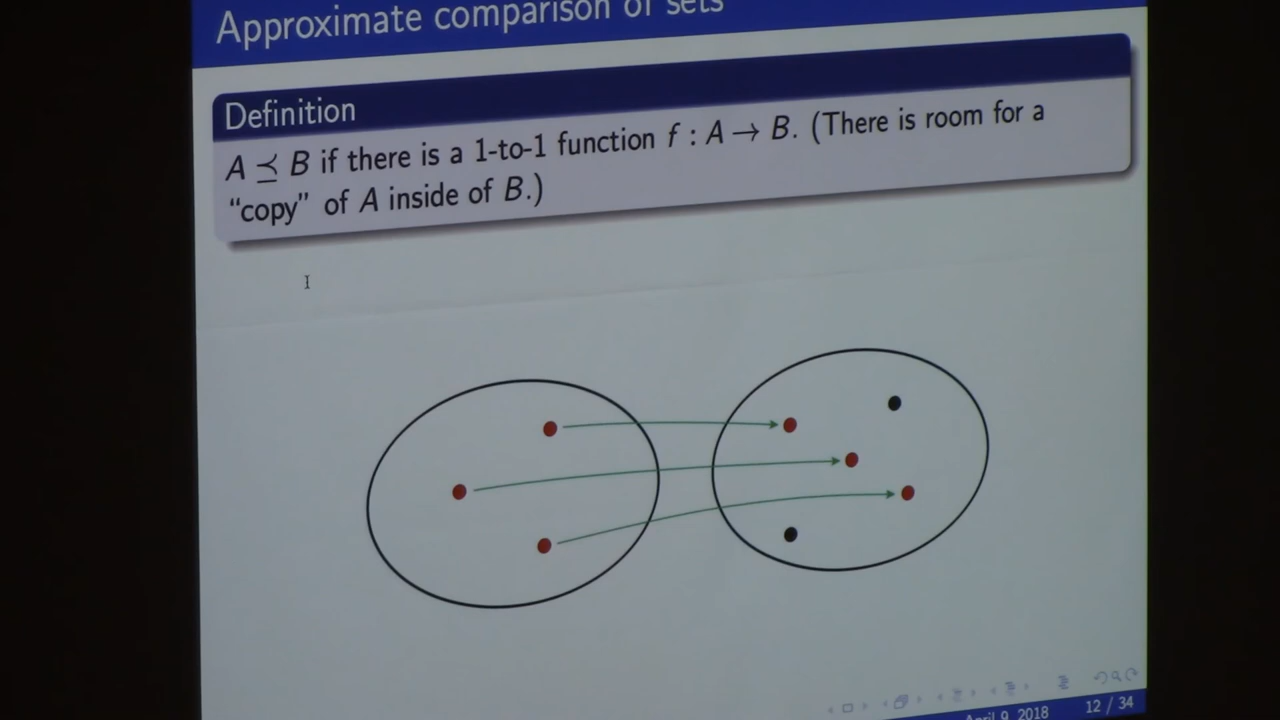 Approximate comparison of sets
Definition
A ⪯ B if there is a 1-to-1 function f : A → B. (There is room for a
“copy” of A inside of B.)
April 9, 2018 12 / 34